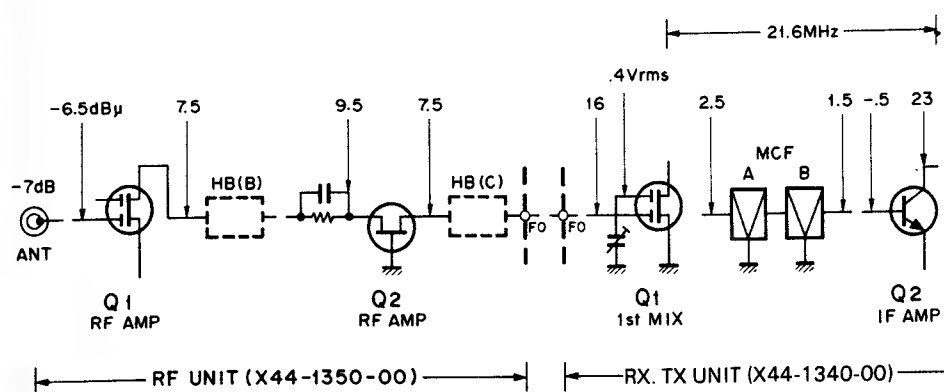 21.6MHz
.4Vrms
-6.5dBμ
7.5
9.5
7.5
16
2.5
1.5
-.5
23
MCF
A
B
-7dB
HB(B)
HB(C)
FO
FO
ANT
Q1
RF AMP
Q2
RF AMP
Q1
1st MIX
Q2
IF AMP
RF UNIT (X44-1350-00)
RX. TX UNIT (X44-1340-00)